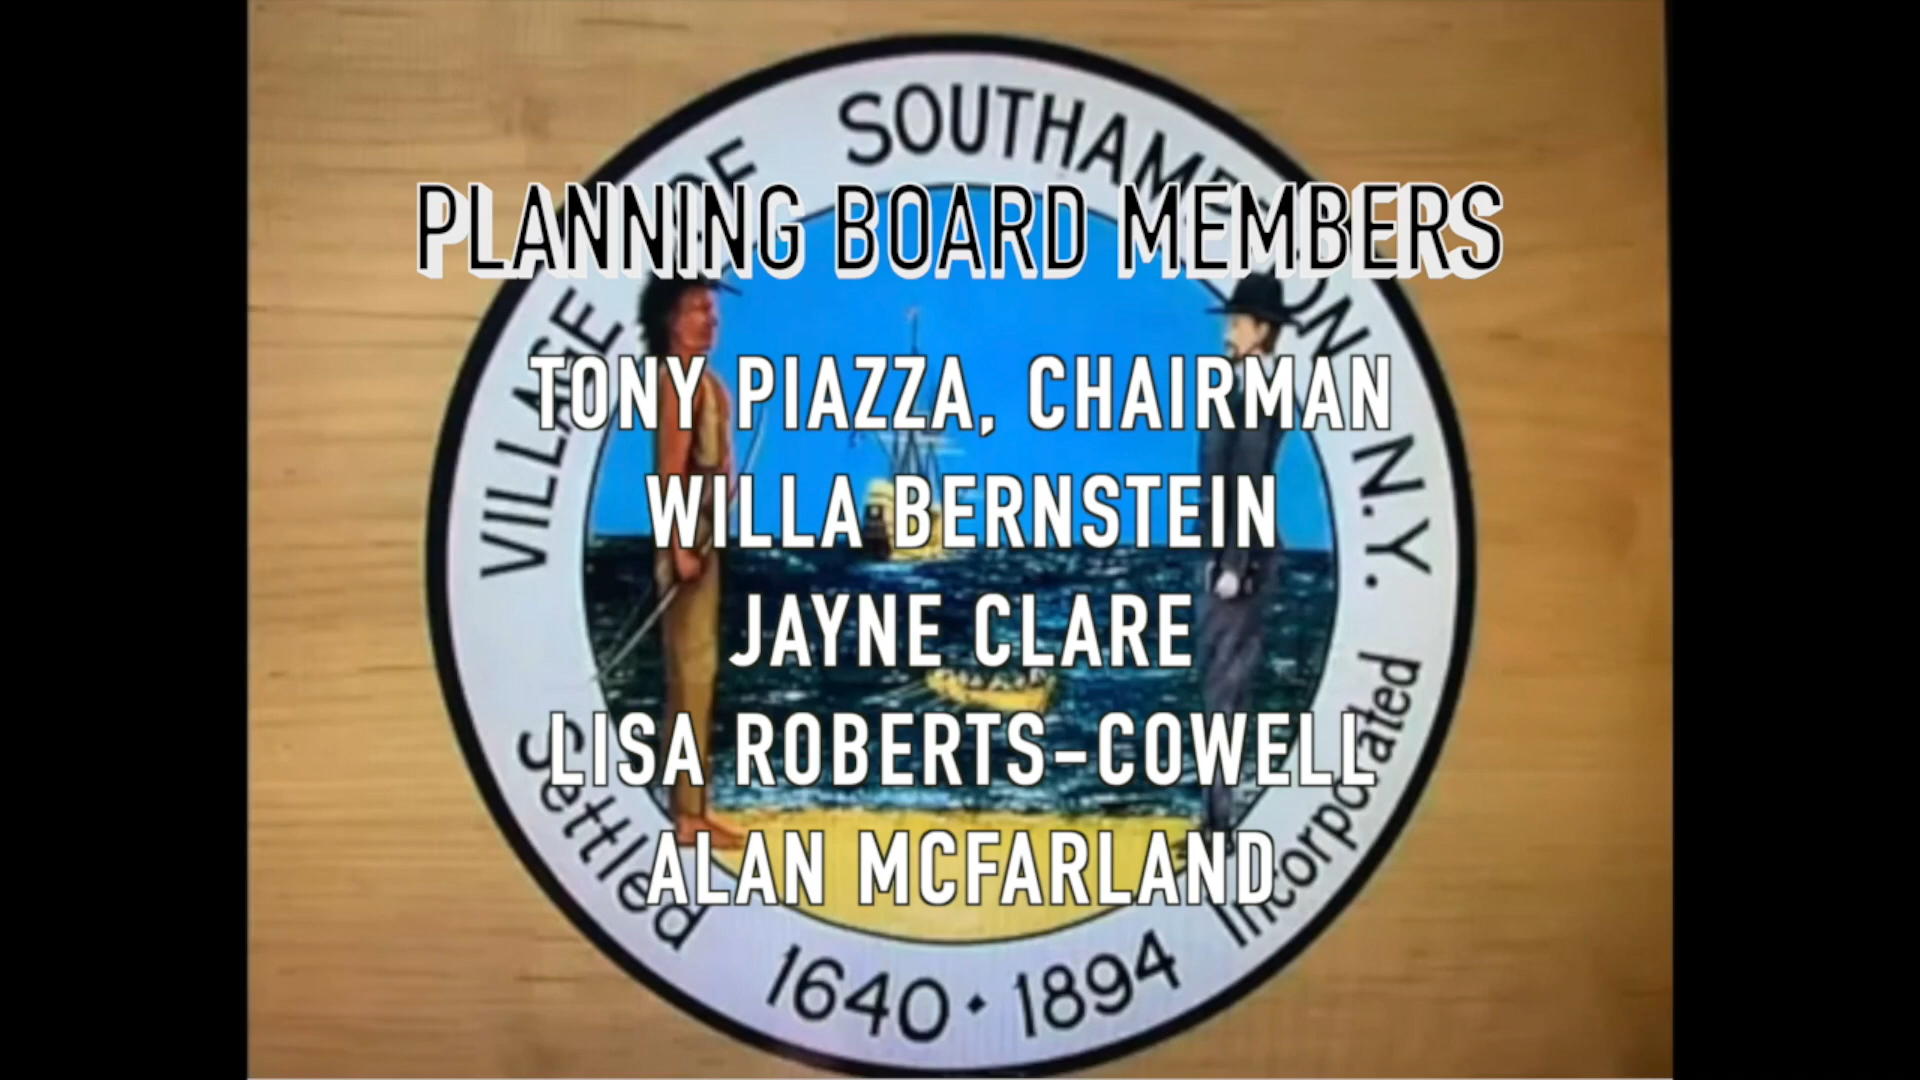 VILLAGE OF SOUTHAMPTON N.Y.
PLANNING BOARD MEMBERS
TONY PIAZZA, CHAIRMAN
WILLA BERNSTEIN
JAYNE CLARE
LISA ROBERTS-COWELL
ALAN MCFARLAND
Settled 1640 • 1894 Incorporated